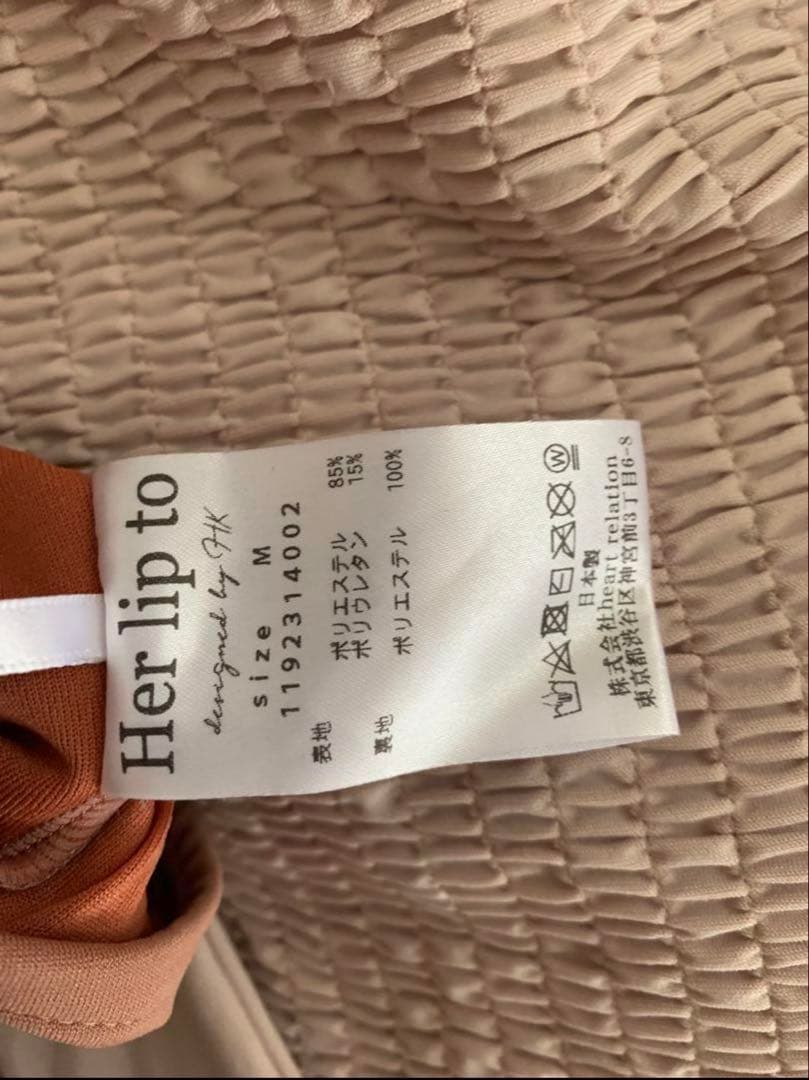 Her lip to
designed by HK
size M
1192314002
表地 ポリエステル 85%
ポリウレタン 15%
裏地 ポリエステル 100%
W
日本製
株式会社heart relation
東京都渋谷区神宮前3丁目6-8